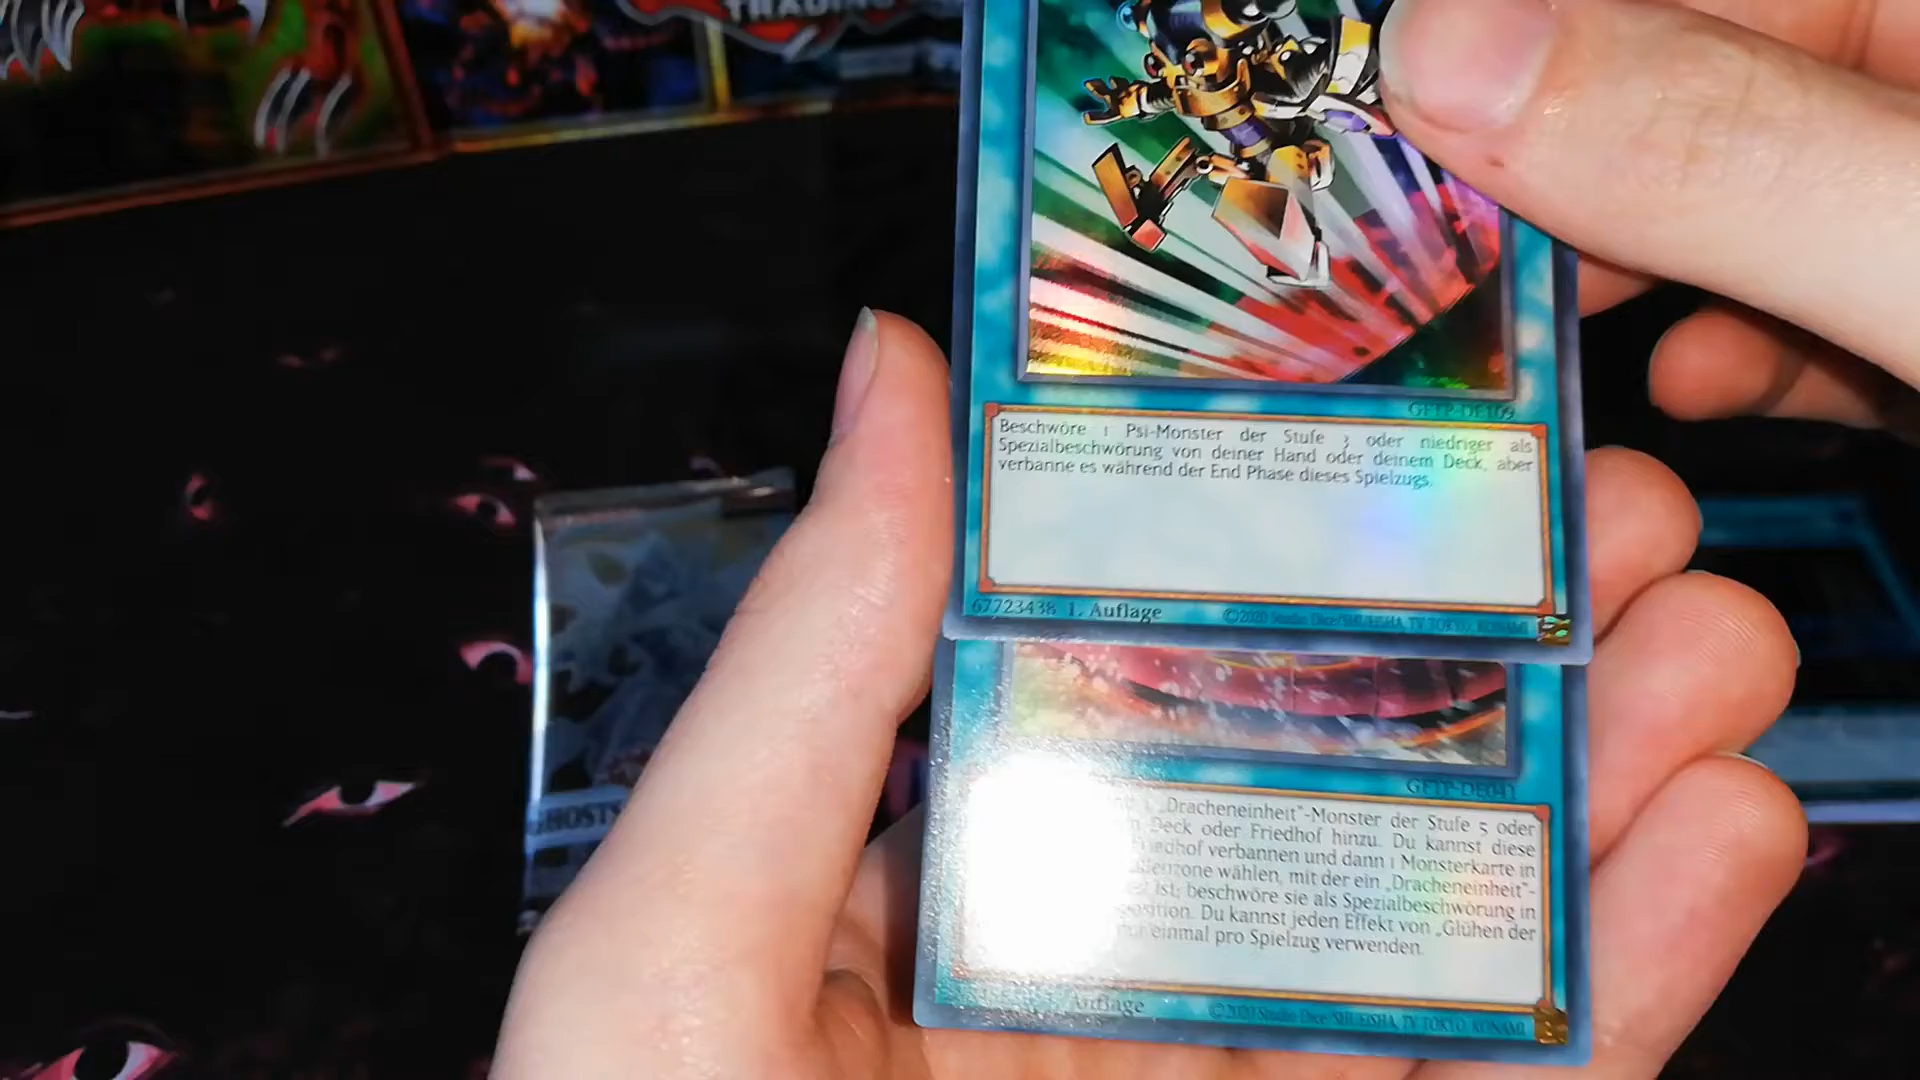 TRADING
GFTP-DE109
Beschwöre 1 Psi-Monster der Stufe 3 oder niedriger als
Spezialbeschwörung von deiner Hand oder deinem Deck, aber
verbanne es während der End Phase dieses Spielzugs.
67723438 1. Auflage
©2020 Studio Dice/SHUEISHA, TV TOKYO, KONAMI
GHOSTS
GFTP-DE041
„Dracheneinheit"-Monster der Stufe 5 oder
Deck oder Friedhof hinzu. Du kannst diese
Friedhof verbannen und dann 1 Monsterkarte in
wählen, mit der ein „Dracheneinheit"-
ist; beschwöre sie als Spezialbeschwörung in
Du kannst jeden Effekt von „Glühen der
nur einmal pro Spielzug verwenden.
Auflage
©2020 Studio Dice/SHUEISHA, TV TOKYO, KONAMI